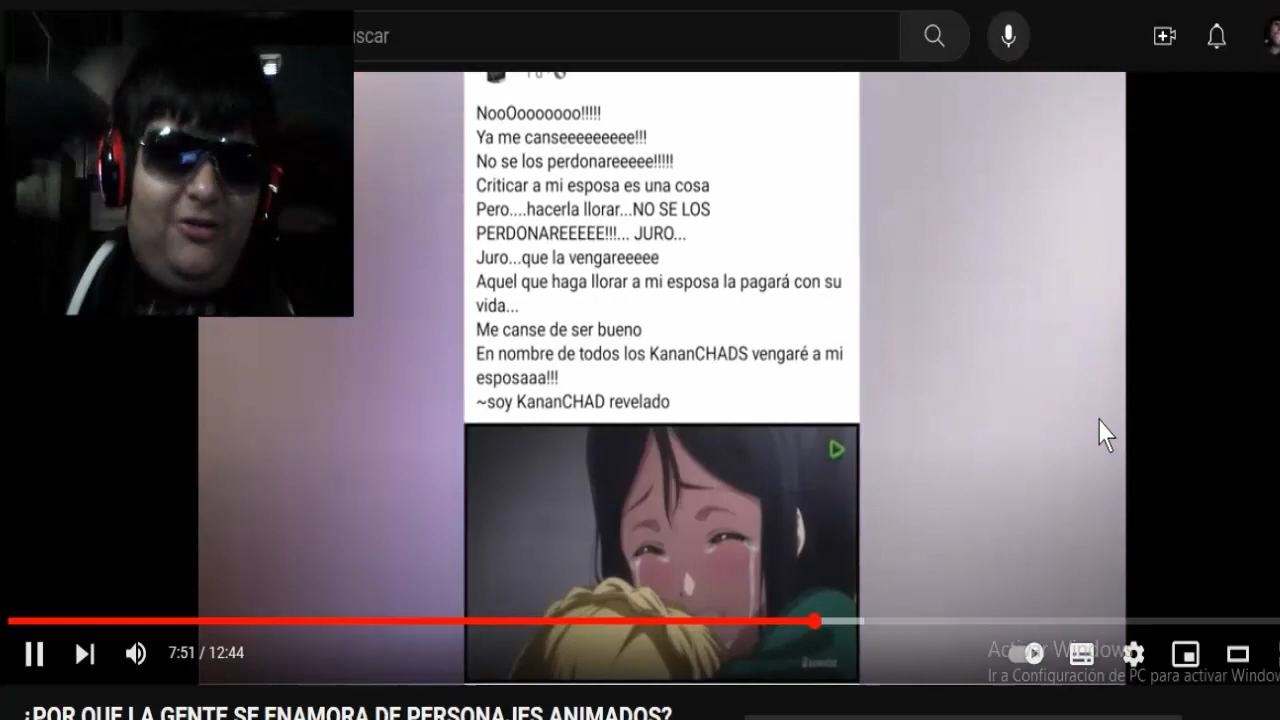 scar
NooOoooooo!!!!!
Ya me canseeeeeeeee!!!
No se los perdonareeeee!!!!!
Criticar a mi esposa es una cosa
Pero....hacerla llorar...NO SE LOS
PERDONAREEEEE!!!... JURO...
Juro...que la vengareeeee
Aquel que haga llorar a mi esposa la pagará con su
vida...
Me canse de ser bueno
En nombre de todos los KananCHADS vengaré a mi
esposaaa!!!
~soy KananCHAD revelado
7:51 / 12:44
Activar Windows
Ir a Configuración de PC para activar Window
¿POR QUE LA GENTE SE ENAMORA DE PERSONAJES ANIMADOS?